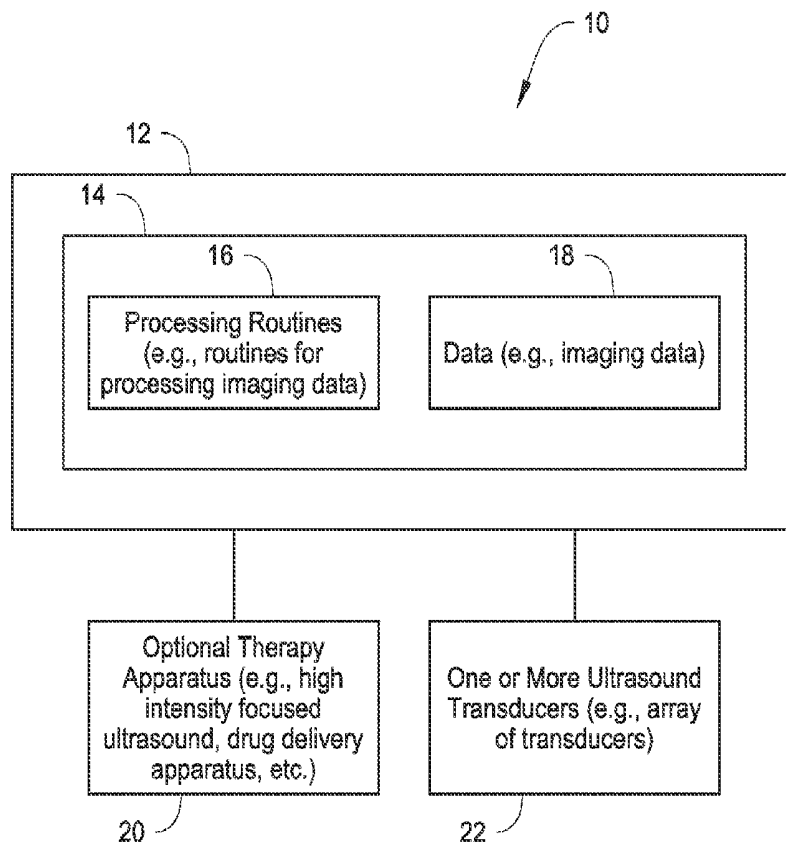 10
12
14
16
18
Processing Routines
(e.g., routines for
processing imaging data)
Data (e.g., imaging data)
Optional Therapy
Apparatus (e.g., high
intensity focused
ultrasound, drug delivery
apparatus, etc.)
One or More Ultrasound
Transducers (e.g., array
of transducers)
20
22